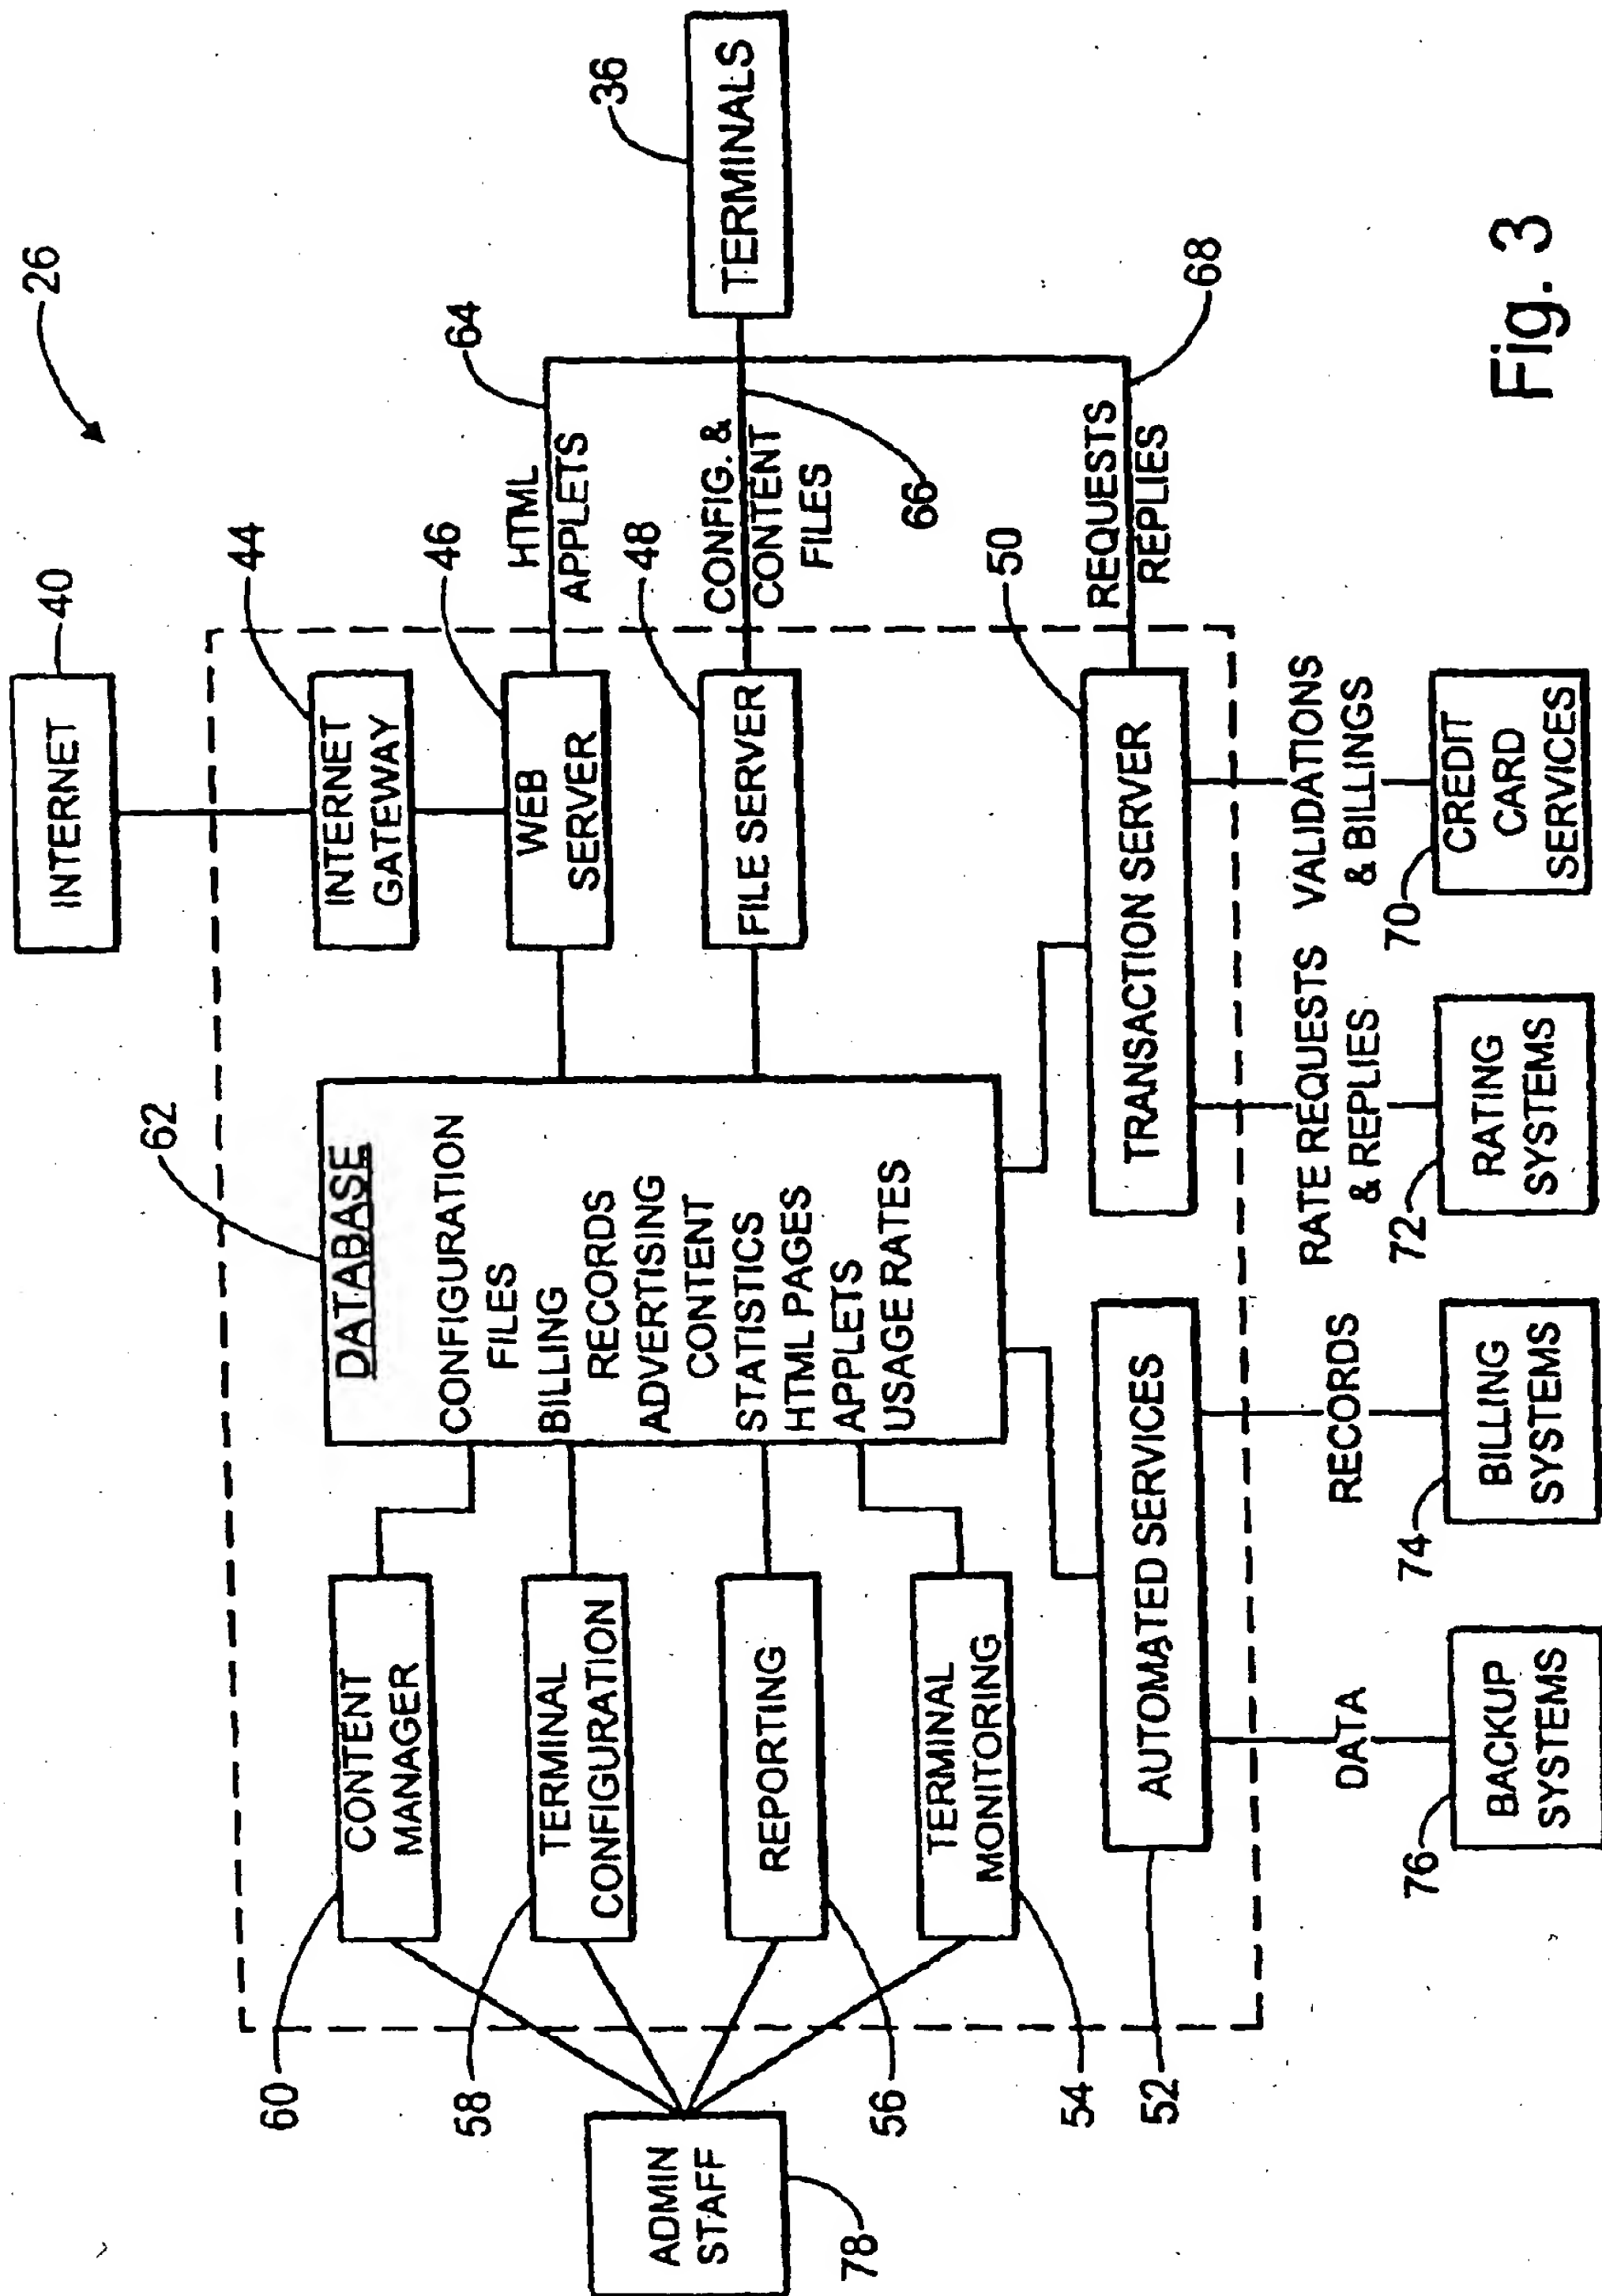 26
40
INTERNET
44
INTERNET
GATEWAY
46
WEB
SERVER
48
FILE SERVER
HTML
APPLETS
64
CONFIG. &
CONTENT
FILES
66
36
TERMINALS
REQUESTS
REPLIES
68
62
DATABASE
CONFIGURATION
FILES
BILLING
RECORDS
ADVERTISING
CONTENT
STATISTICS
HTML PAGES
APPLETS
USAGE RATES
CONTENT
MANAGER
60
TERMINAL
CONFIGURATION
58
REPORTING
56
TERMINAL
MONITORING
54
ADMIN
STAFF
78
AUTOMATED SERVICES
52
TRANSACTION SERVER
50
DATA
RECORDS
RATE REQUESTS
& REPLIES
VALIDATIONS
& BILLINGS
76
BACKUP
SYSTEMS
74
BILLING
SYSTEMS
72
RATING
SYSTEMS
70
CREDIT
CARD
SERVICES
Fig. 3